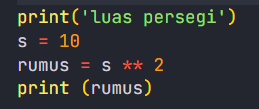 print('luas persegi')
s = 10
rumus = s ** 2
print (rumus)